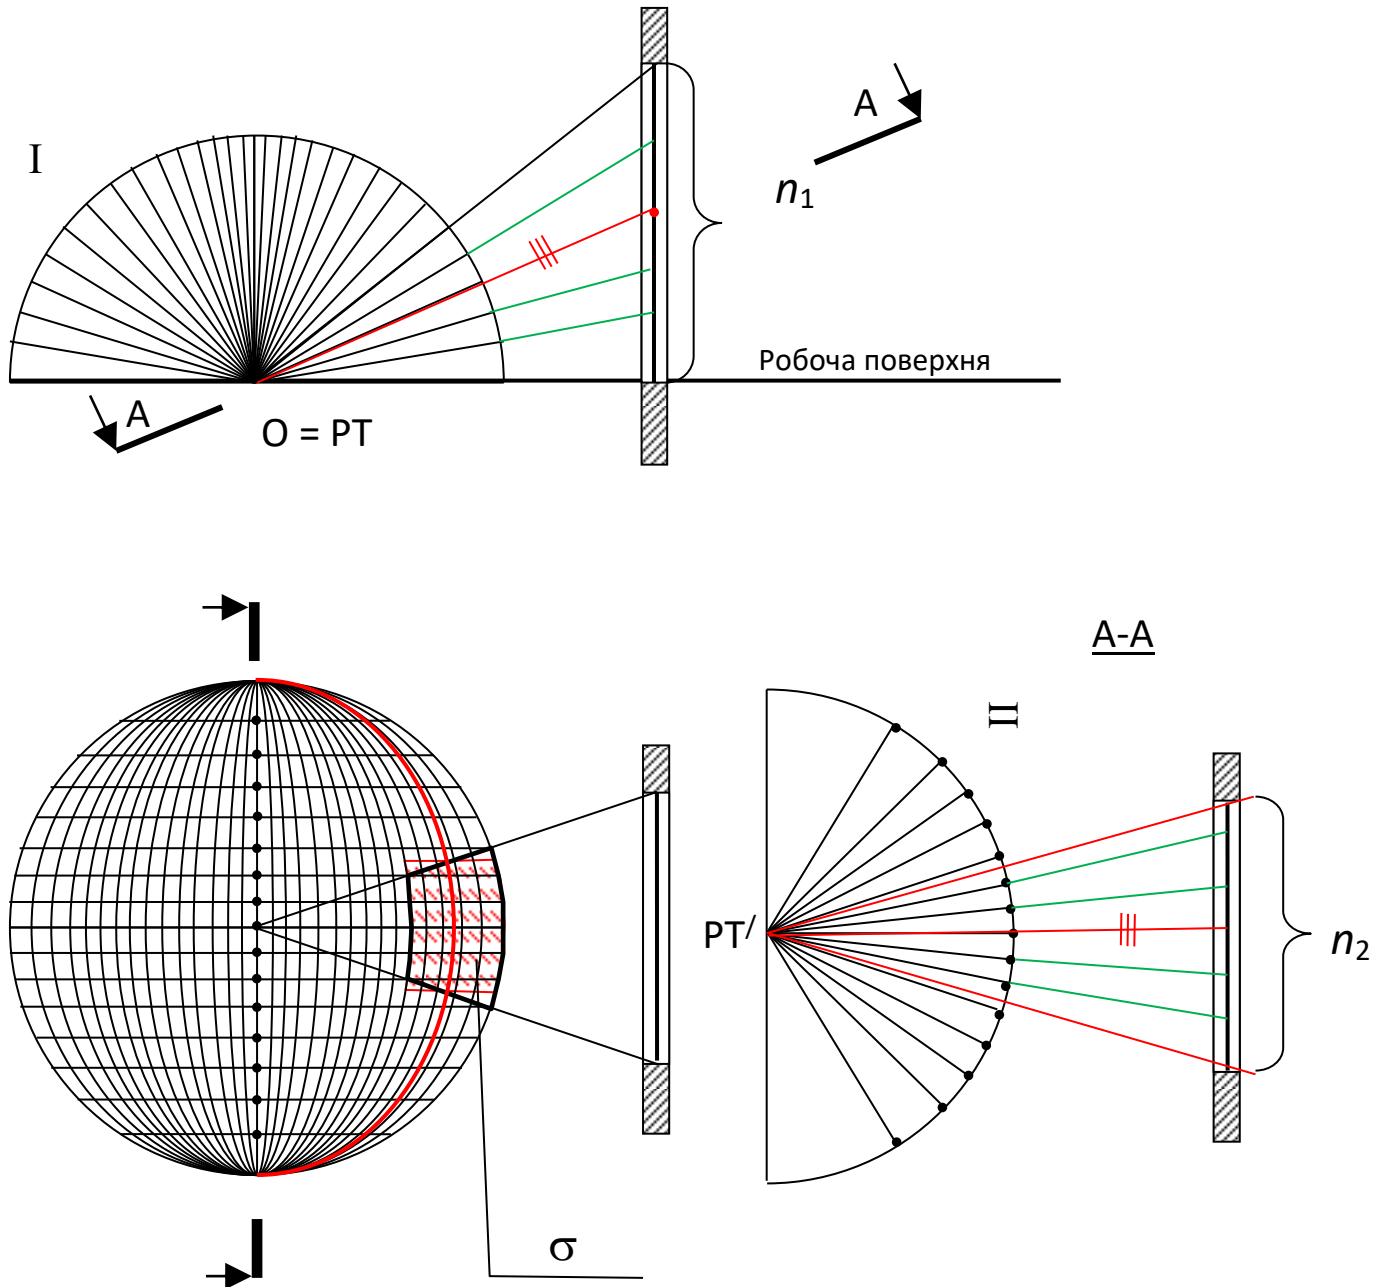 I
A
n1
Робоча поверхня
A
O = PT
A-A
II
PT/
n2
σ